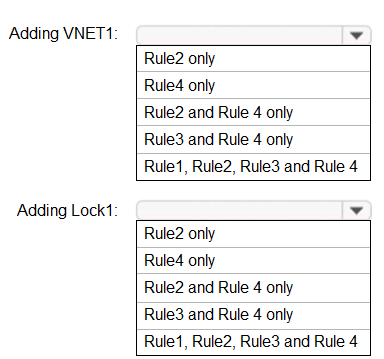 Adding VNET1:
Rule2 only
Rule4 only
Rule2 and Rule 4 only
Rule3 and Rule 4 only
Rule1, Rule2, Rule3 and Rule 4
Adding Lock1:
Rule2 only
Rule4 only
Rule2 and Rule 4 only
Rule3 and Rule 4 only
Rule1, Rule2, Rule3 and Rule 4